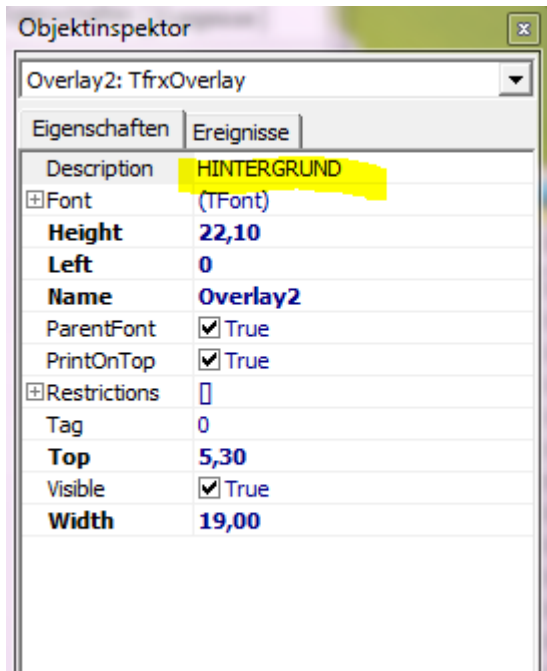 Objektinspektor
Overlay2: TfrxOverlay
Eigenschaften Ereignisse
Description HINTERGRUND
Font (TFont)
Height 22,10
Left 0
Name Overlay2
ParentFont True
PrintOnTop True
Restrictions []
Tag 0
Top 5,30
Visible True
Width 19,00